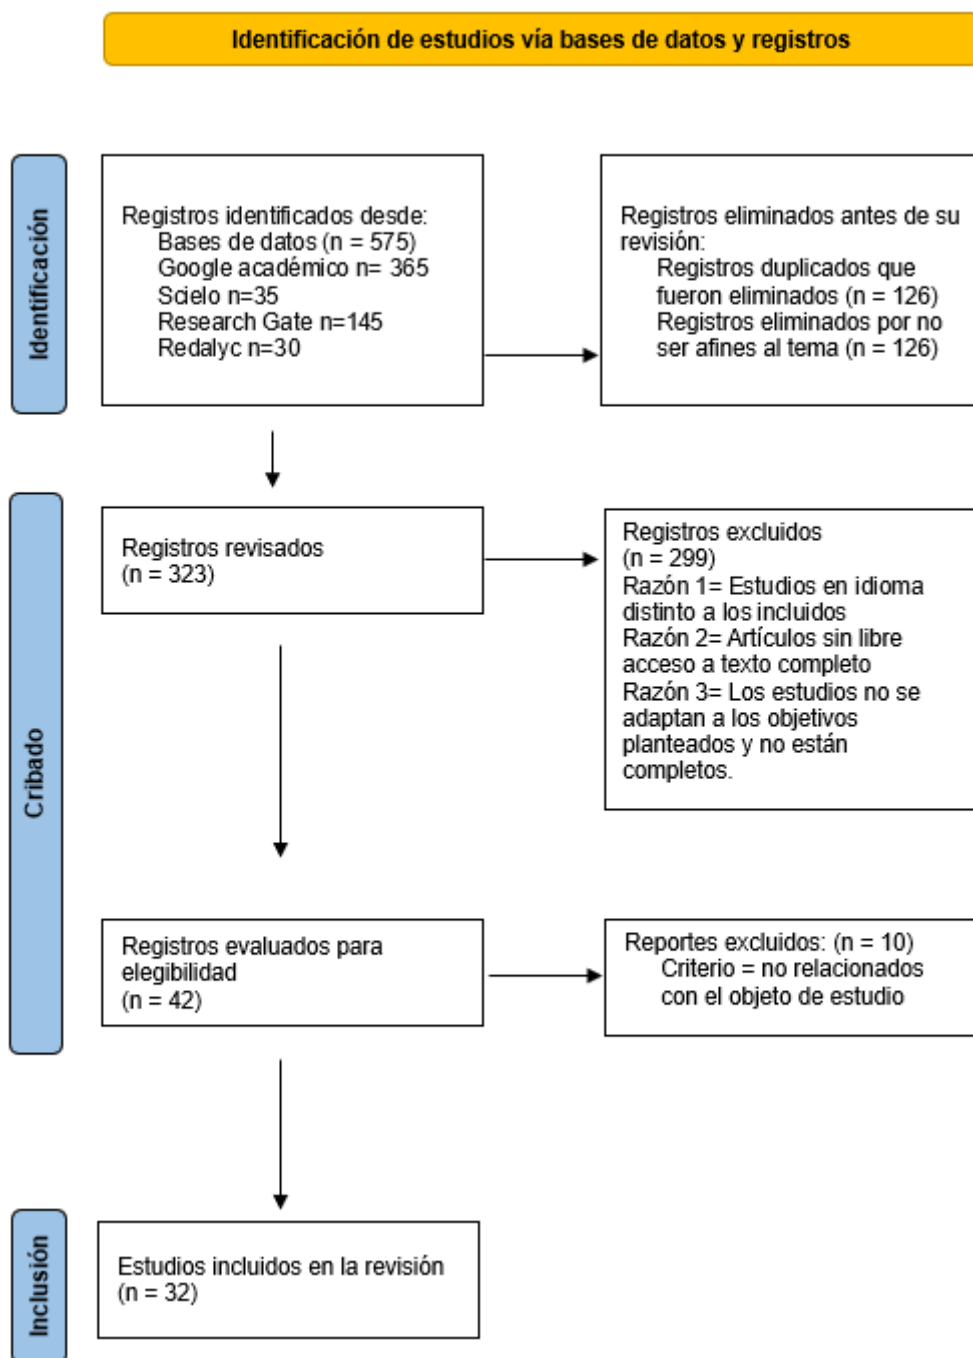 Identificación de estudios vía bases de datos y registros
Identificación
Registros identificados desde:
Bases de datos (n = 575)
Google académico n= 365
Scielo n=35
Research Gate n=145
Redalyc n=30
Registros eliminados antes de su
revisión:
Registros duplicados que
fueron eliminados (n = 126)
Registros eliminados por no
ser afines al tema (n = 126)
Cribado
Registros revisados
(n = 323)
Registros excluidos
(n = 299)
Razón 1= Estudios en idioma
distinto a los incluidos
Razón 2= Artículos sin libre
acceso a texto completo
Razón 3= Los estudios no se
adaptan a los objetivos
planteados y no están
completos.
Registros evaluados para
elegibilidad
(n = 42)
Reportes excluidos: (n = 10)
Criterio = no relacionados
con el objeto de estudio
Inclusión
Estudios incluidos en la revisión
(n = 32)